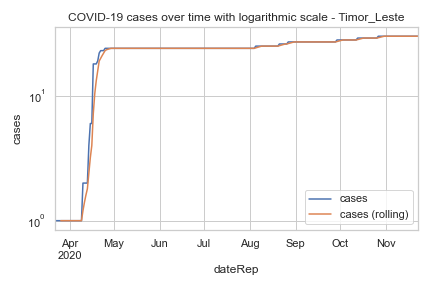 COVID-19 cases over time with logarithmic scale - Timor_Leste
cases
10¹
10⁰
Apr
2020
May
Jun
Jul
Aug
Sep
Oct
Nov
dateRep
cases
cases (rolling)